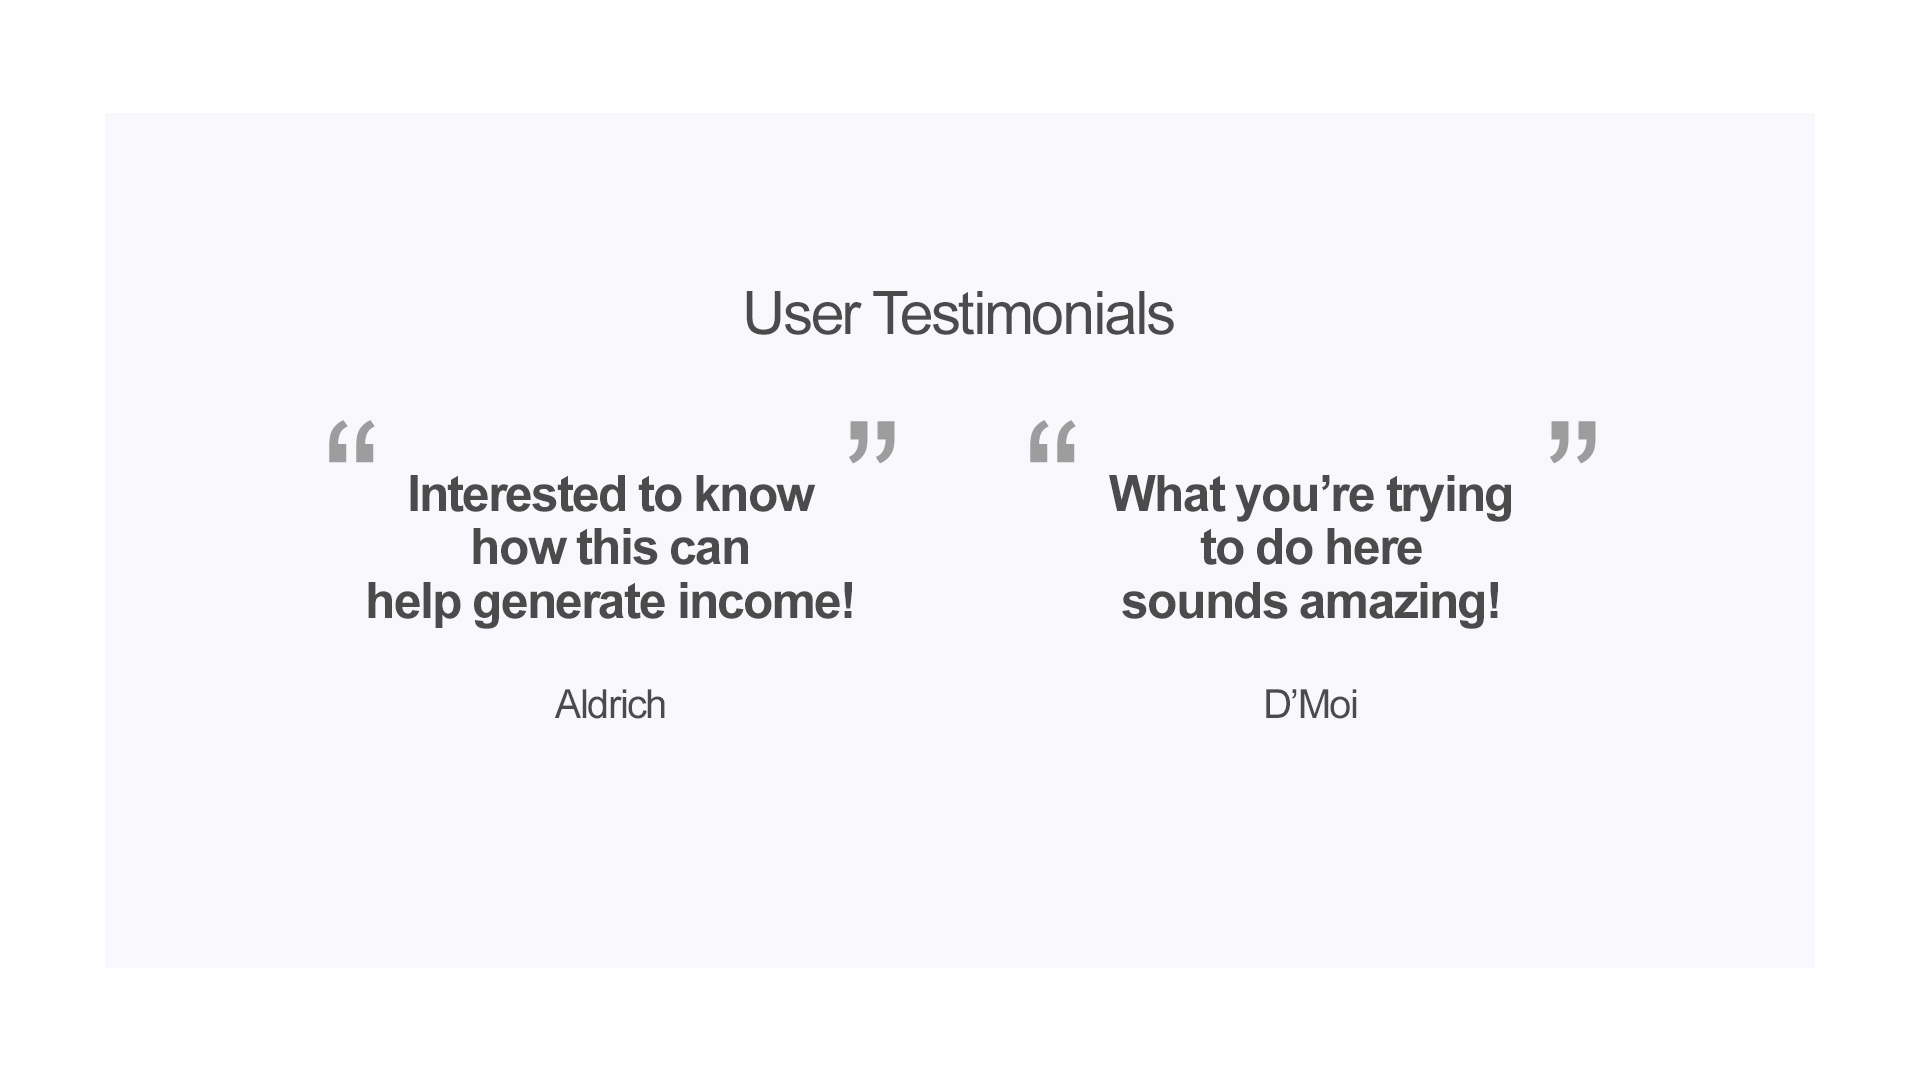 User Testimonials
“ ”
Interested to know
how this can
help generate income!
Aldrich
“ ”
What you’re trying
to do here
sounds amazing!
D’Moi